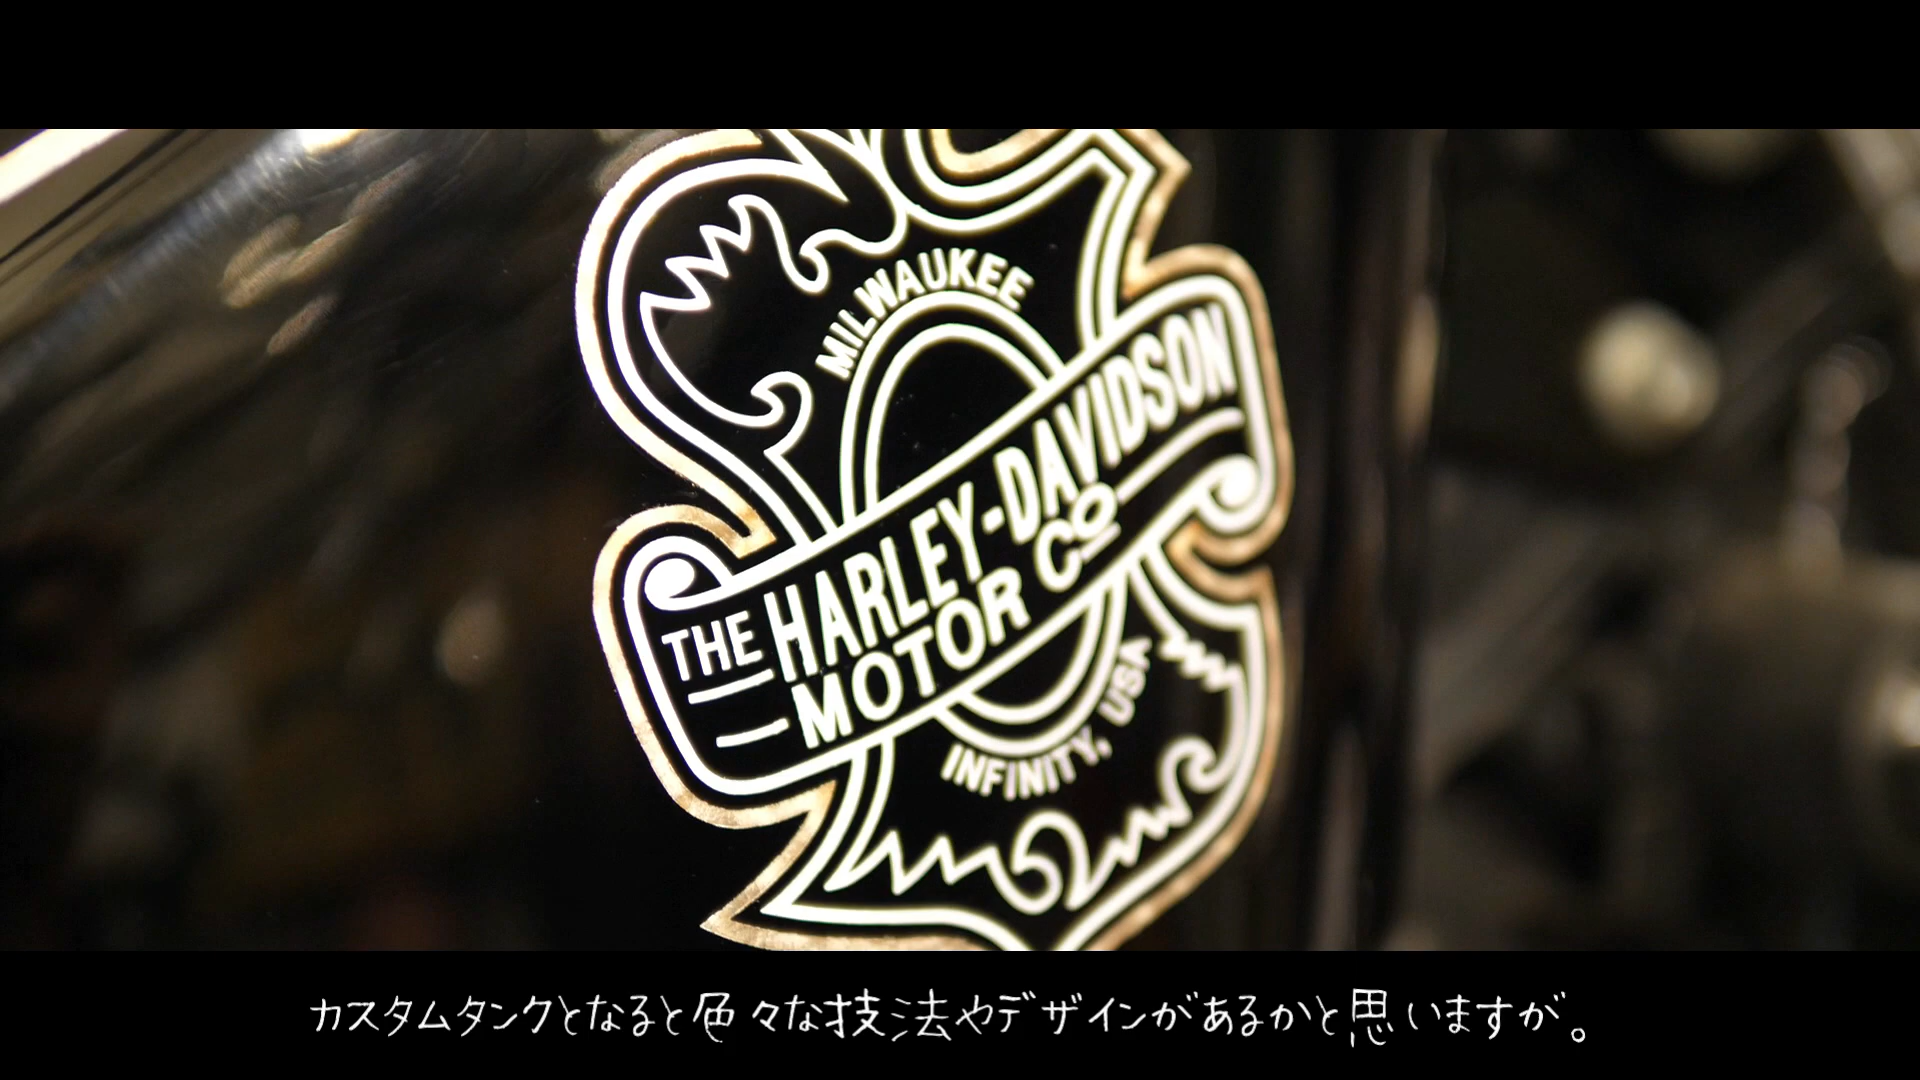 MILWAUKEE
THE HARLEY-DAVIDSON
MOTOR Co
INFINITY, USA
カスタムタンクとなると色々な技法やデザインがあるかと思いますが。